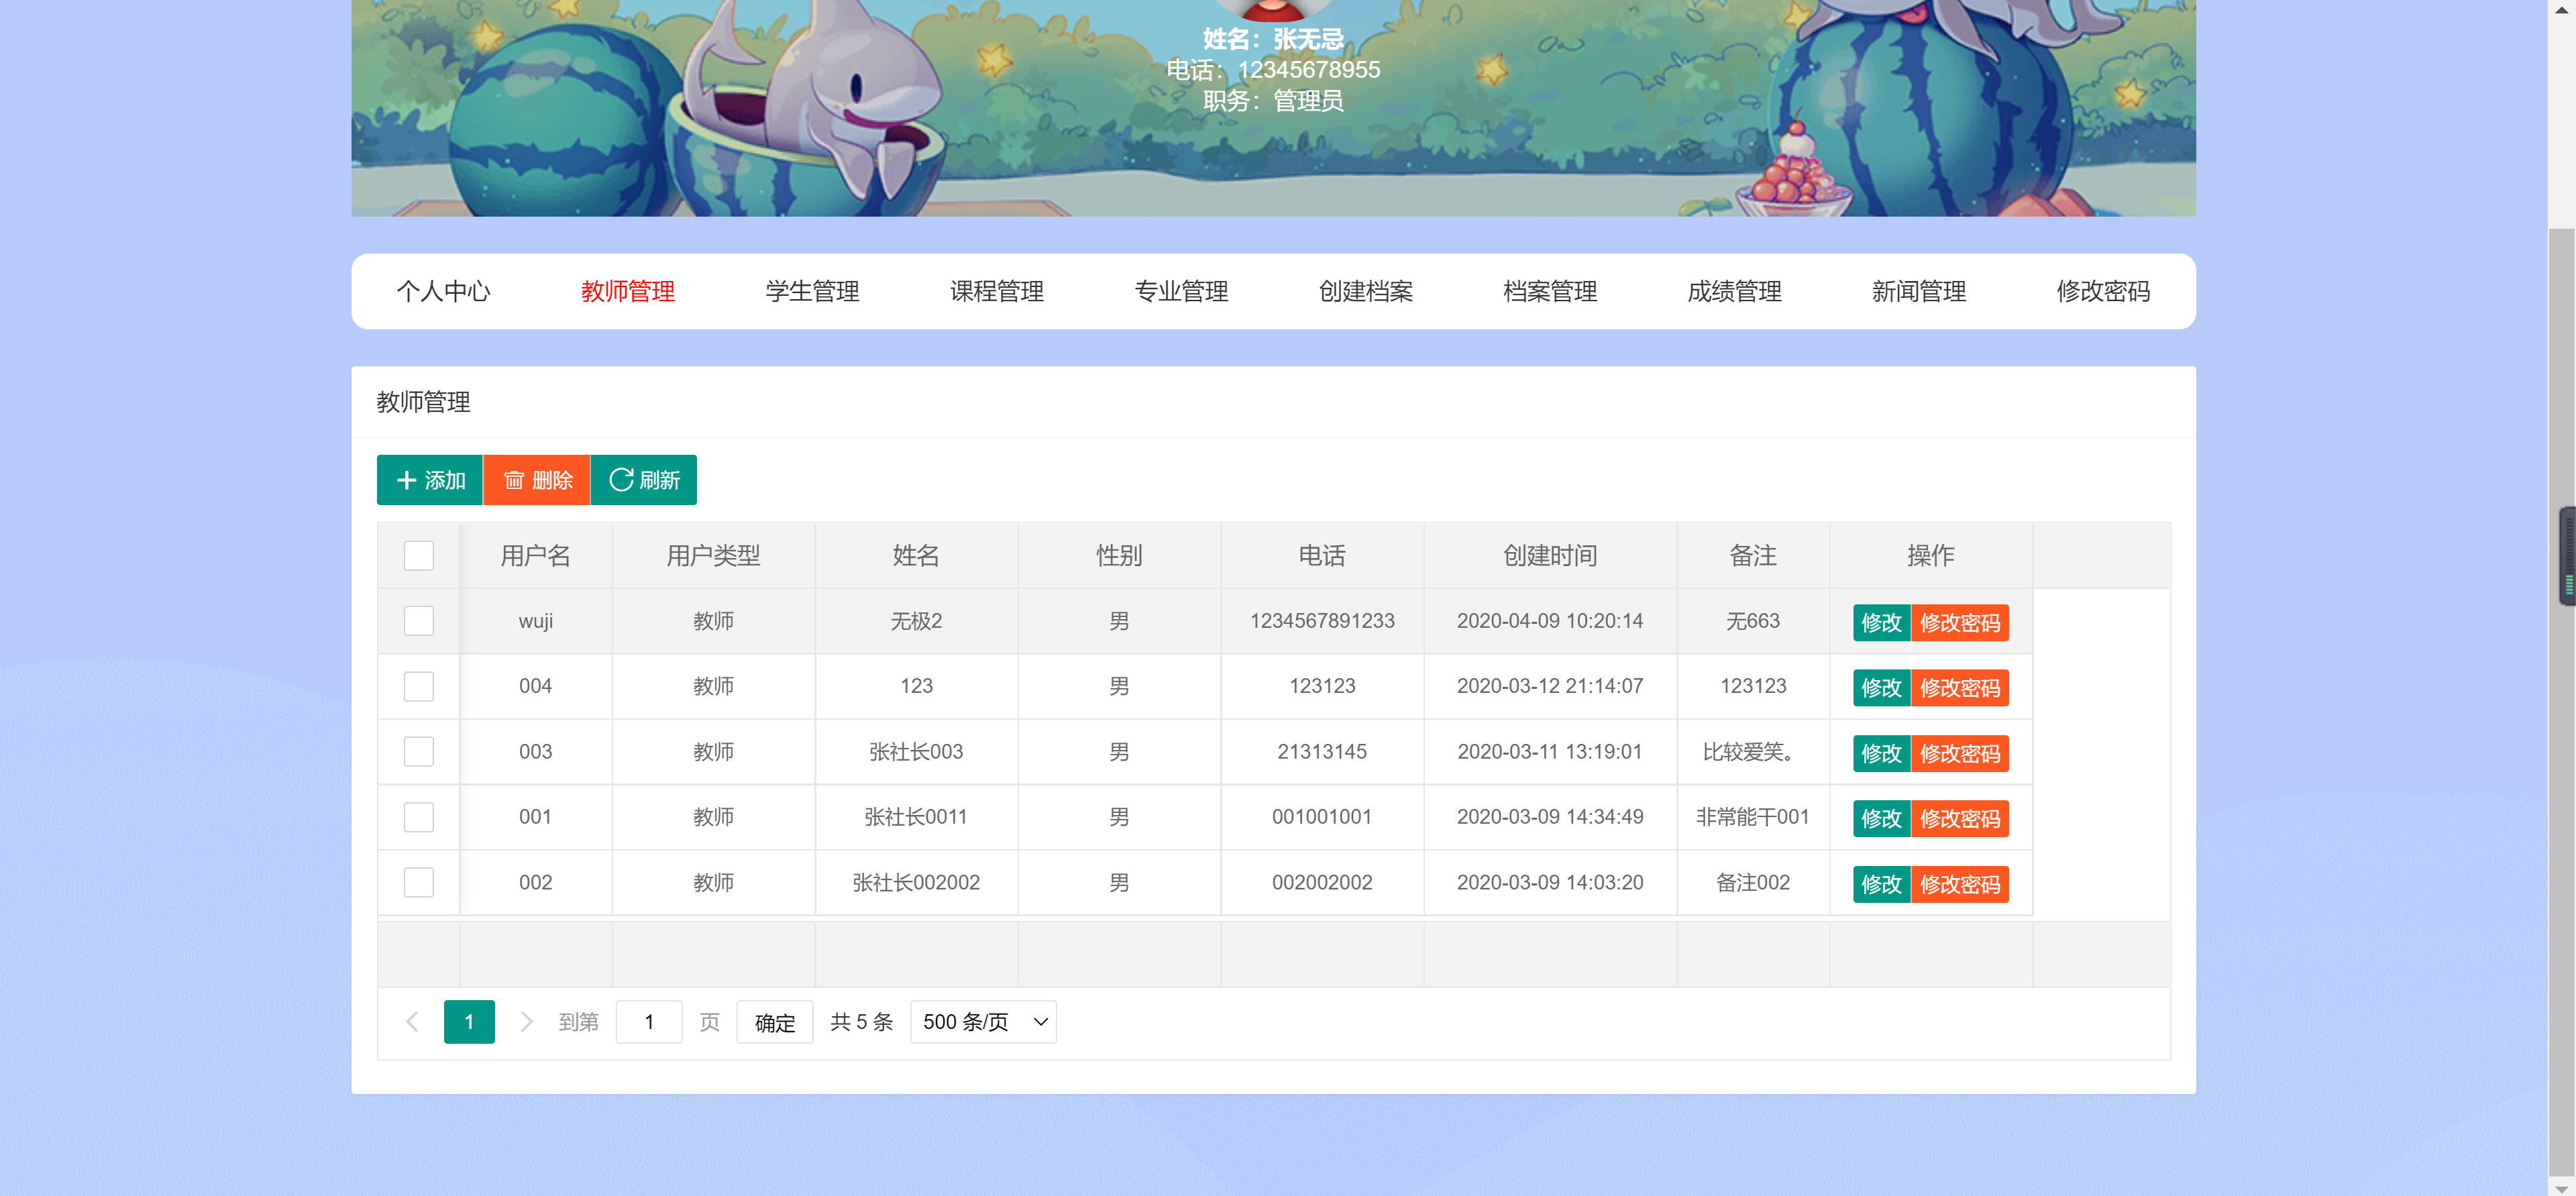 姓名：张无忌
电话：12345678955
职务：管理员
个人中心 教师管理 学生管理 课程管理 专业管理 创建档案 档案管理 成绩管理 新闻管理 修改密码
教师管理
添加 删除 刷新
用户名 用户类型 姓名 性别 电话 创建时间 备注 操作
wuji 教师 无极2 男 1234567891233 2020-04-09 10:20:14 无663 修改 修改密码
004 教师 123 男 123123 2020-03-12 21:14:07 123123 修改 修改密码
003 教师 张社长003 男 21313145 2020-03-11 13:19:01 比较爱笑。 修改 修改密码
001 教师 张社长0011 男 001001001 2020-03-09 14:34:49 非常能干001 修改 修改密码
002 教师 张社长002002 男 002002002 2020-03-09 14:03:20 备注002 修改 修改密码
1 到第 1 页 确定 共 5 条 500 条/页